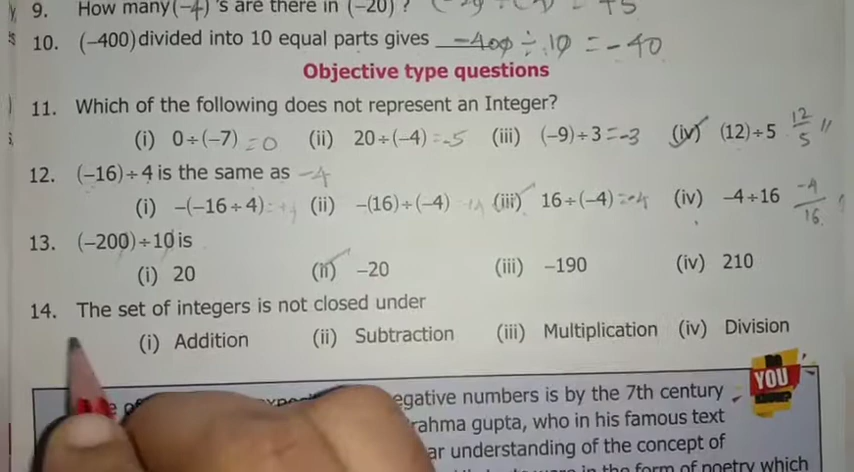 9. How many (–4) 's are there in (–20) ? = +5
10. (–400) divided into 10 equal parts gives –400 ÷ 10 = –40
Objective type questions
11. Which of the following does not represent an Integer?
(i) 0÷(–7) =0 (ii) 20÷(–4) =-5 (iii) (–9)÷3 =-3 (iv) (12)÷5 12/5 //
12. (–16)÷4 is the same as –4
(i) –(–16÷4) (ii) –(16)÷(–4) (iii) 16÷(–4) =-4 (iv) –4÷16 –4/16
13. (–200)÷10 is
(i) 20 (ii) –20 (iii) –190 (iv) 210
14. The set of integers is not closed under
(i) Addition (ii) Subtraction (iii) Multiplication (iv) Division
YOU
egative numbers is by the 7th century
rahma gupta, who in his famous text
ar understanding of the concept of
in the form of poetry which